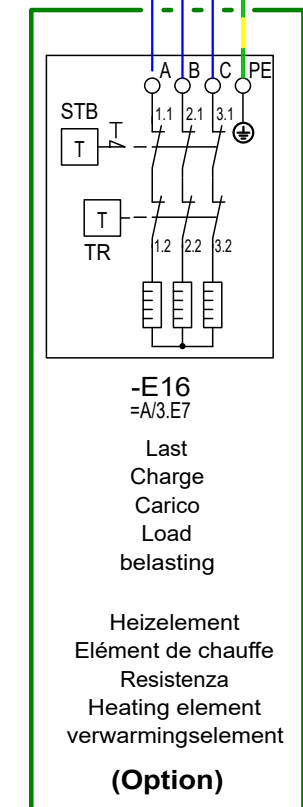 A B C PE
STB 1.1 2.1 3.1
T
T
TR 1.2 2.2 3.2
-E16
=A/3.E7
Last
Charge
Carico
Load
belasting
Heizelement
Elément de chauffe
Resistenza
Heating element
verwarmingselement
(Option)